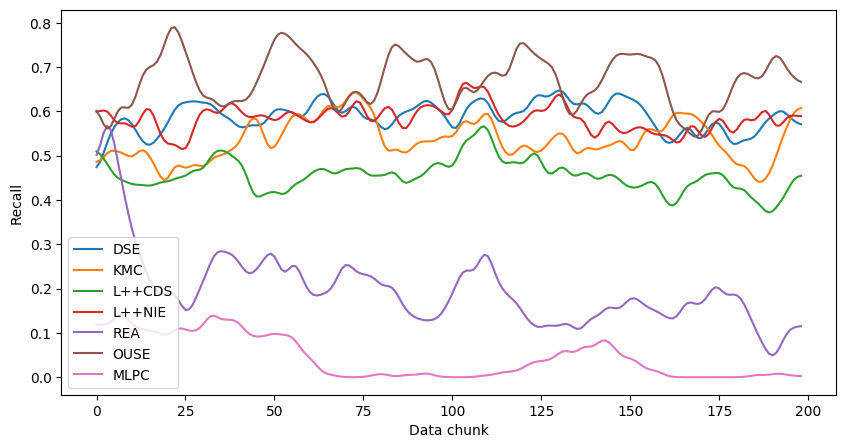 0.8
0.7
0.6
0.5
0.4
0.3
0.2
0.1
0.0
Recall
DSE
KMC
L++CDS
L++NIE
REA
OUSE
MLPC
0 25 50 75 100 125 150 175 200
Data chunk